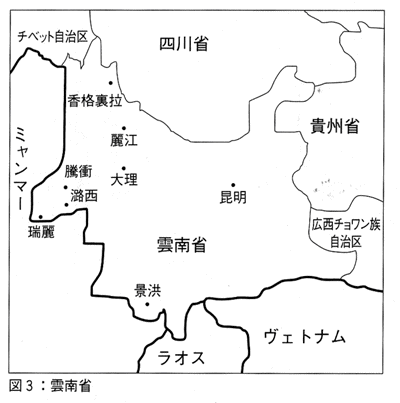 チベット自治区
四川省
香格裏拉
貴州省
麗江
ミャンマー
騰衝
大理
潞西
昆明
瑞麗
広西チョワン族
自治区
雲南省
景洪
ヴェトナム
ラオス
図3：雲南省